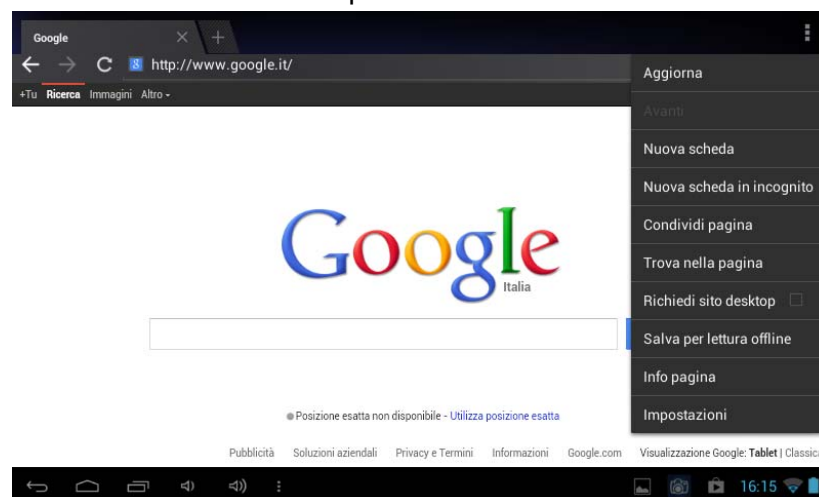 Google
http://www.google.it/
+Tu Ricerca Immagini Altro
Google
Italia
Posizione esatta non disponibile - Utilizza posizione esatta
Pubblicità Soluzioni aziendali Privacy e Termini Informazioni Google.com Visualizzazione Google: Tablet |
Aggiorna
Avanti
Nuova scheda
Nuova scheda in incognito
Condividi pagina
Trova nella pagina
Richiedi sito desktop
Salva per lettura offline
Info pagina
Impostazioni
16:15